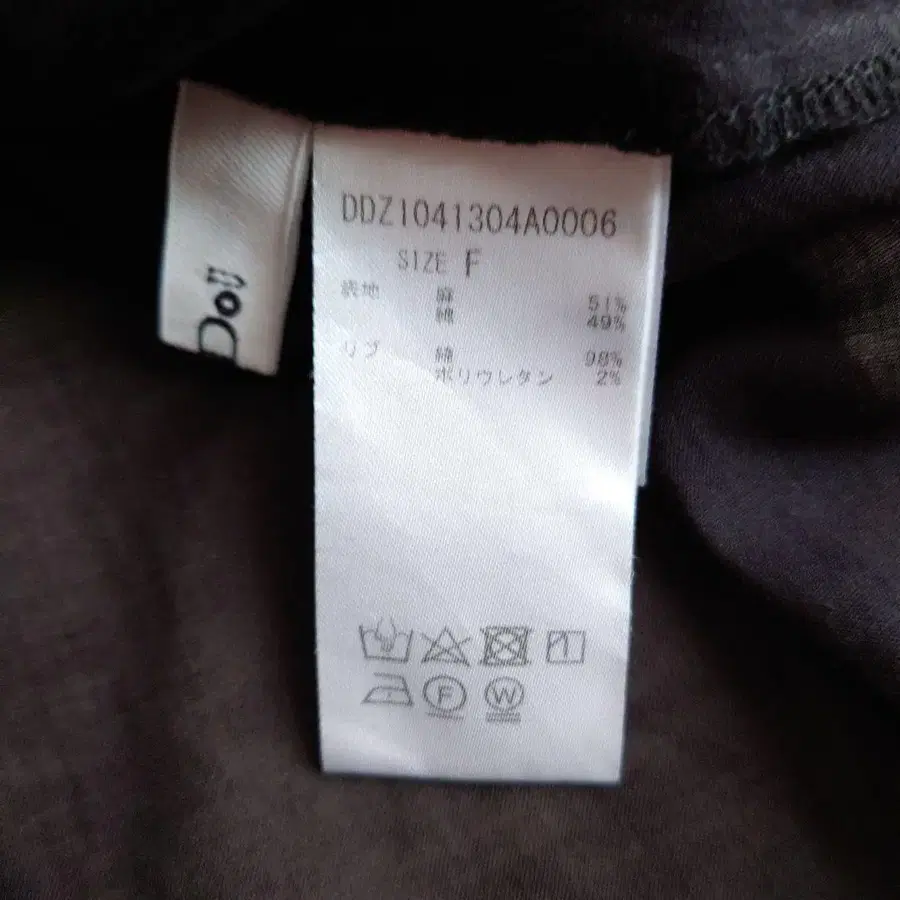 DDZ1041304A0006
SIZE F
表地 麻 51%
綿 49%
リブ 綿 98%
ポリウレタン 2%
F W